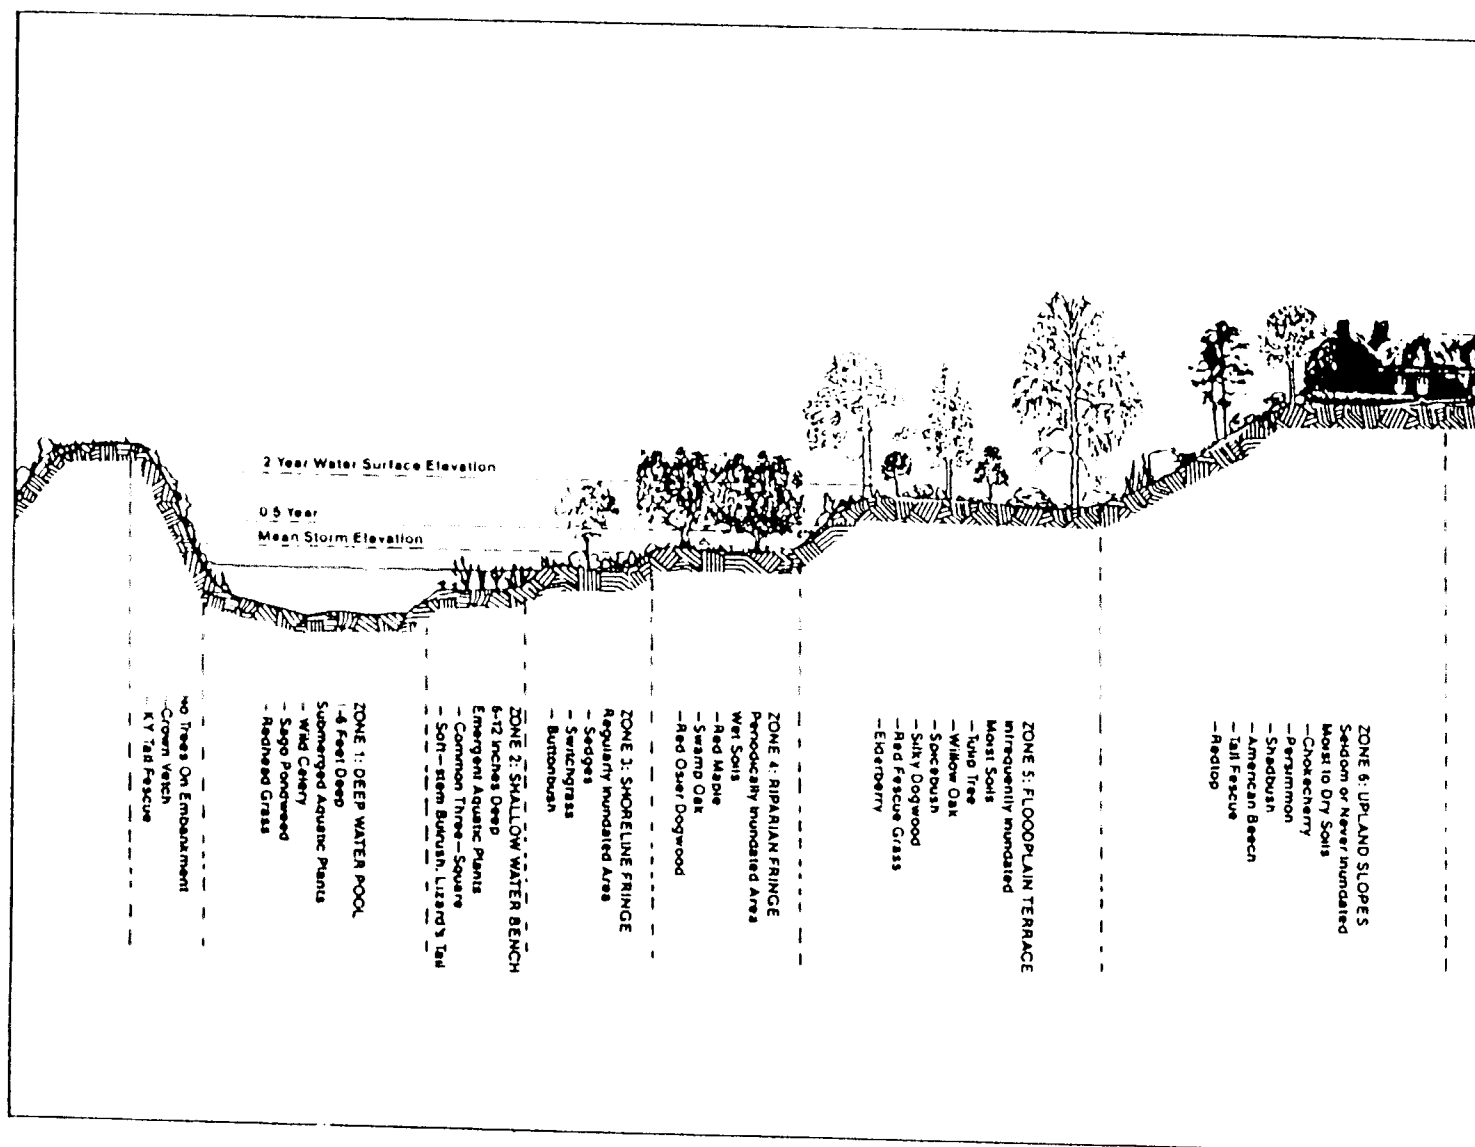 2 Year Water Surface Elevation
0.5 Year
Mean Storm Elevation
No Trees On Embankment
-Crown Vetch
-KY Tall Fescue
ZONE 1: DEEP WATER POOL
1-6 Feet Deep
Submerged Aquatic Plants
- Wild Celery
- Sago Pondweed
- Redhead Grass
ZONE 2: SHALLOW WATER BENCH
6-12 Inches Deep
Emergent Aquatic Plants
- Common Three-Square
- Soft-stem Bulrush, Lizard's Tail
ZONE 3: SHORELINE FRINGE
Regularly Inundated Area
- Sedges
- Switchgrass
- Buttonbush
ZONE 4: RIPARIAN FRINGE
Periodically Inundated Area
Wet Soils
-Red Maple
-Swamp Oak
-Red Osier Dogwood
ZONE 5: FLOODPLAIN TERRACE
Infrequently Inundated
Moist Soils
-Tulip Tree
-Willow Oak
-Spicebush
-Silky Dogwood
-Red Fescue Grass
-Elderberry
ZONE 6: UPLAND SLOPES
Seldom or Never Inundated
Moist to Dry Soils
-Chokecherry
-Persimmon
-Shadbush
-American Beech
-Tall Fescue
-Redtop